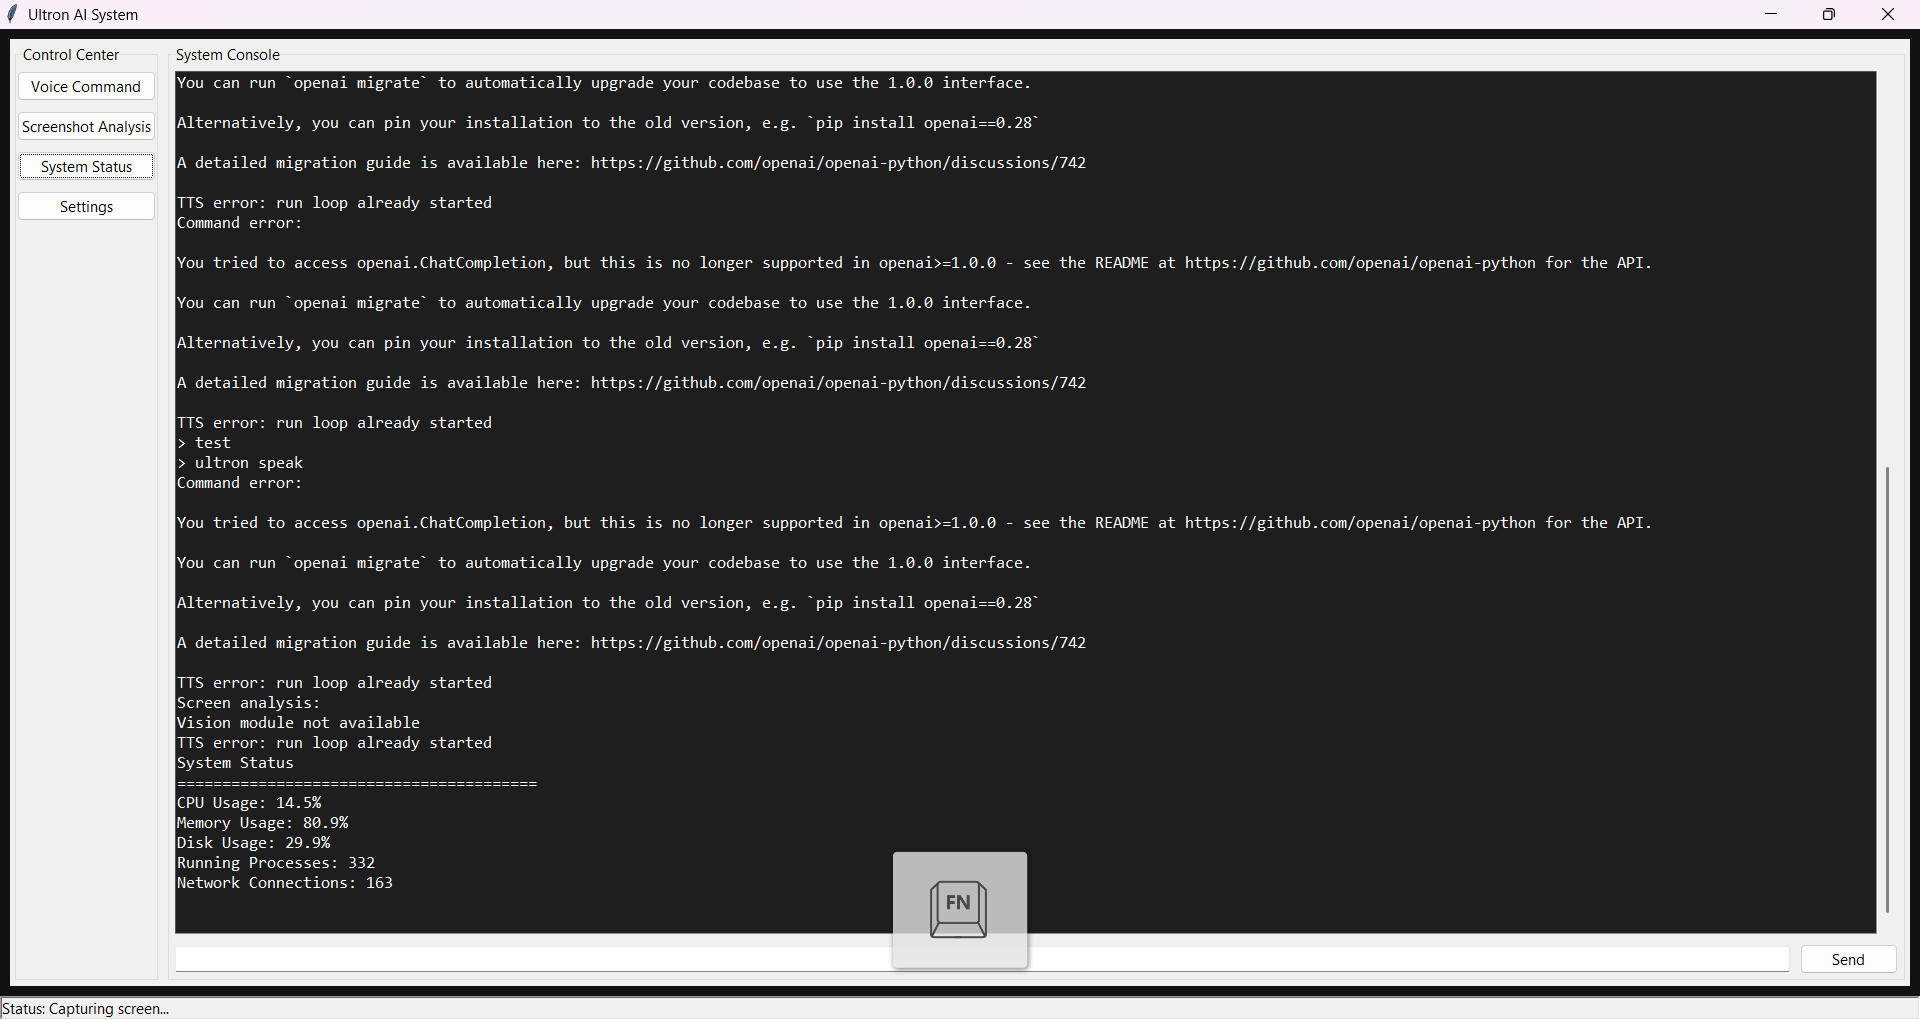 Ultron AI System
Control Center
Voice Command
Screenshot Analysis
System Status
Settings
System Console
You can run `openai migrate` to automatically upgrade your codebase to use the 1.0.0 interface.
Alternatively, you can pin your installation to the old version, e.g. `pip install openai==0.28`
A detailed migration guide is available here: https://github.com/openai/openai-python/discussions/742
TTS error: run loop already started
Command error:
You tried to access openai.ChatCompletion, but this is no longer supported in openai>=1.0.0 - see the README at https://github.com/openai/openai-python for the API.
You can run `openai migrate` to automatically upgrade your codebase to use the 1.0.0 interface.
Alternatively, you can pin your installation to the old version, e.g. `pip install openai==0.28`
A detailed migration guide is available here: https://github.com/openai/openai-python/discussions/742
TTS error: run loop already started
> test
> ultron speak
Command error:
You tried to access openai.ChatCompletion, but this is no longer supported in openai>=1.0.0 - see the README at https://github.com/openai/openai-python for the API.
You can run `openai migrate` to automatically upgrade your codebase to use the 1.0.0 interface.
Alternatively, you can pin your installation to the old version, e.g. `pip install openai==0.28`
A detailed migration guide is available here: https://github.com/openai/openai-python/discussions/742
TTS error: run loop already started
Screen analysis:
Vision module not available
TTS error: run loop already started
System Status
========================================
CPU Usage: 14.5%
Memory Usage: 80.9%
Disk Usage: 29.9%
Running Processes: 332
Network Connections: 163
FN
Send
Status: Capturing screen...